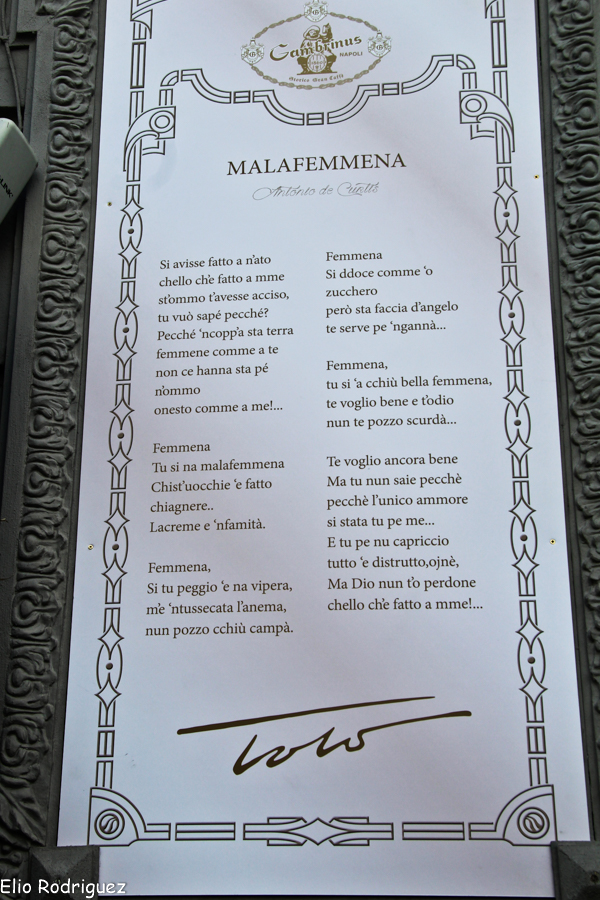 Gambrinus
NAPOLI
Storico Gran Caffè
MALAFEMMENA
Antonio de Curtis
Si avisse fatto a n'ato
chello ch'e fatto a mme
st'ommo t'avesse acciso,
tu vuò sapé pecché?
Pecché 'ncopp'a sta terra
femmene comme a te
non ce hanna sta pé
n'ommo
onesto comme a me!...
Femmena
Tu si na malafemmena
Chist'uocchie 'e fatto
chiagnere..
Lacreme e 'nfamità.
Femmena,
Si tu peggio 'e na vipera,
m'e 'ntussecata l'anema,
nun pozzo cchiù campà.
Femmena
Si ddoce comme 'o
zucchero
però sta faccia d'angelo
te serve pe 'ngannà...
Femmena,
tu si 'a cchiù bella femmena,
te voglio bene e t'odio
nun te pozzo scurdà...
Te voglio ancora bene
Ma tu nun saie pecchè
pecchè l'unico ammore
si stata tu pe me...
E tu pe nu capriccio
tutto 'e distrutto,ojnè,
Ma Dio nun t'o perdone
chello ch'e fatto a mme!...
Totò
Elio Rodriguez